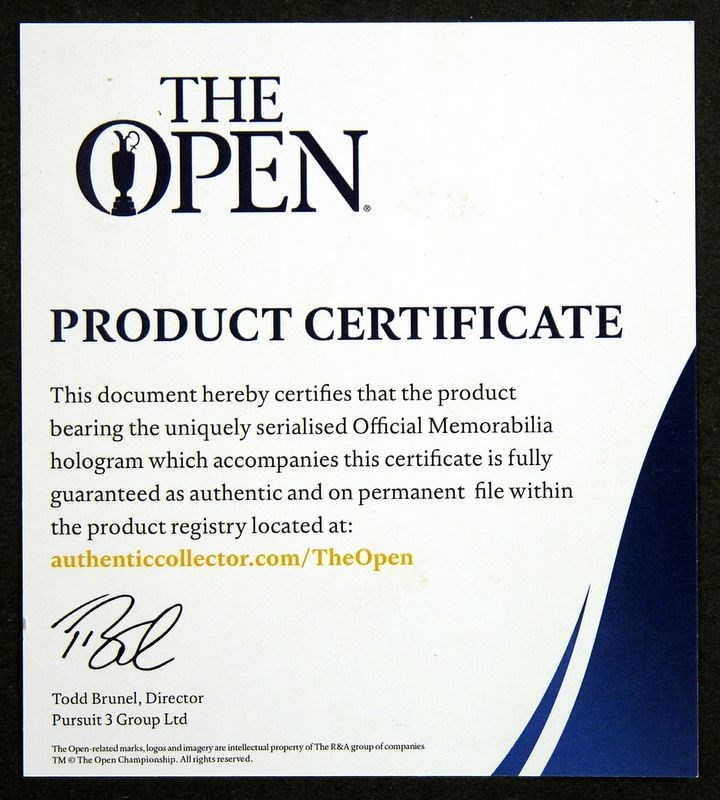 THE
OPEN®
PRODUCT CERTIFICATE
This document hereby certifies that the product
bearing the uniquely serialised Official Memorabilia
hologram which accompanies this certificate is fully
guaranteed as authentic and on permanent file within
the product registry located at:
authenticcollector.com/TheOpen
Todd Brunel, Director
Pursuit 3 Group Ltd
The Open-related marks, logos and imagery are intellectual property of The R&A group of companies
TM © The Open Championship. All rights reserved.